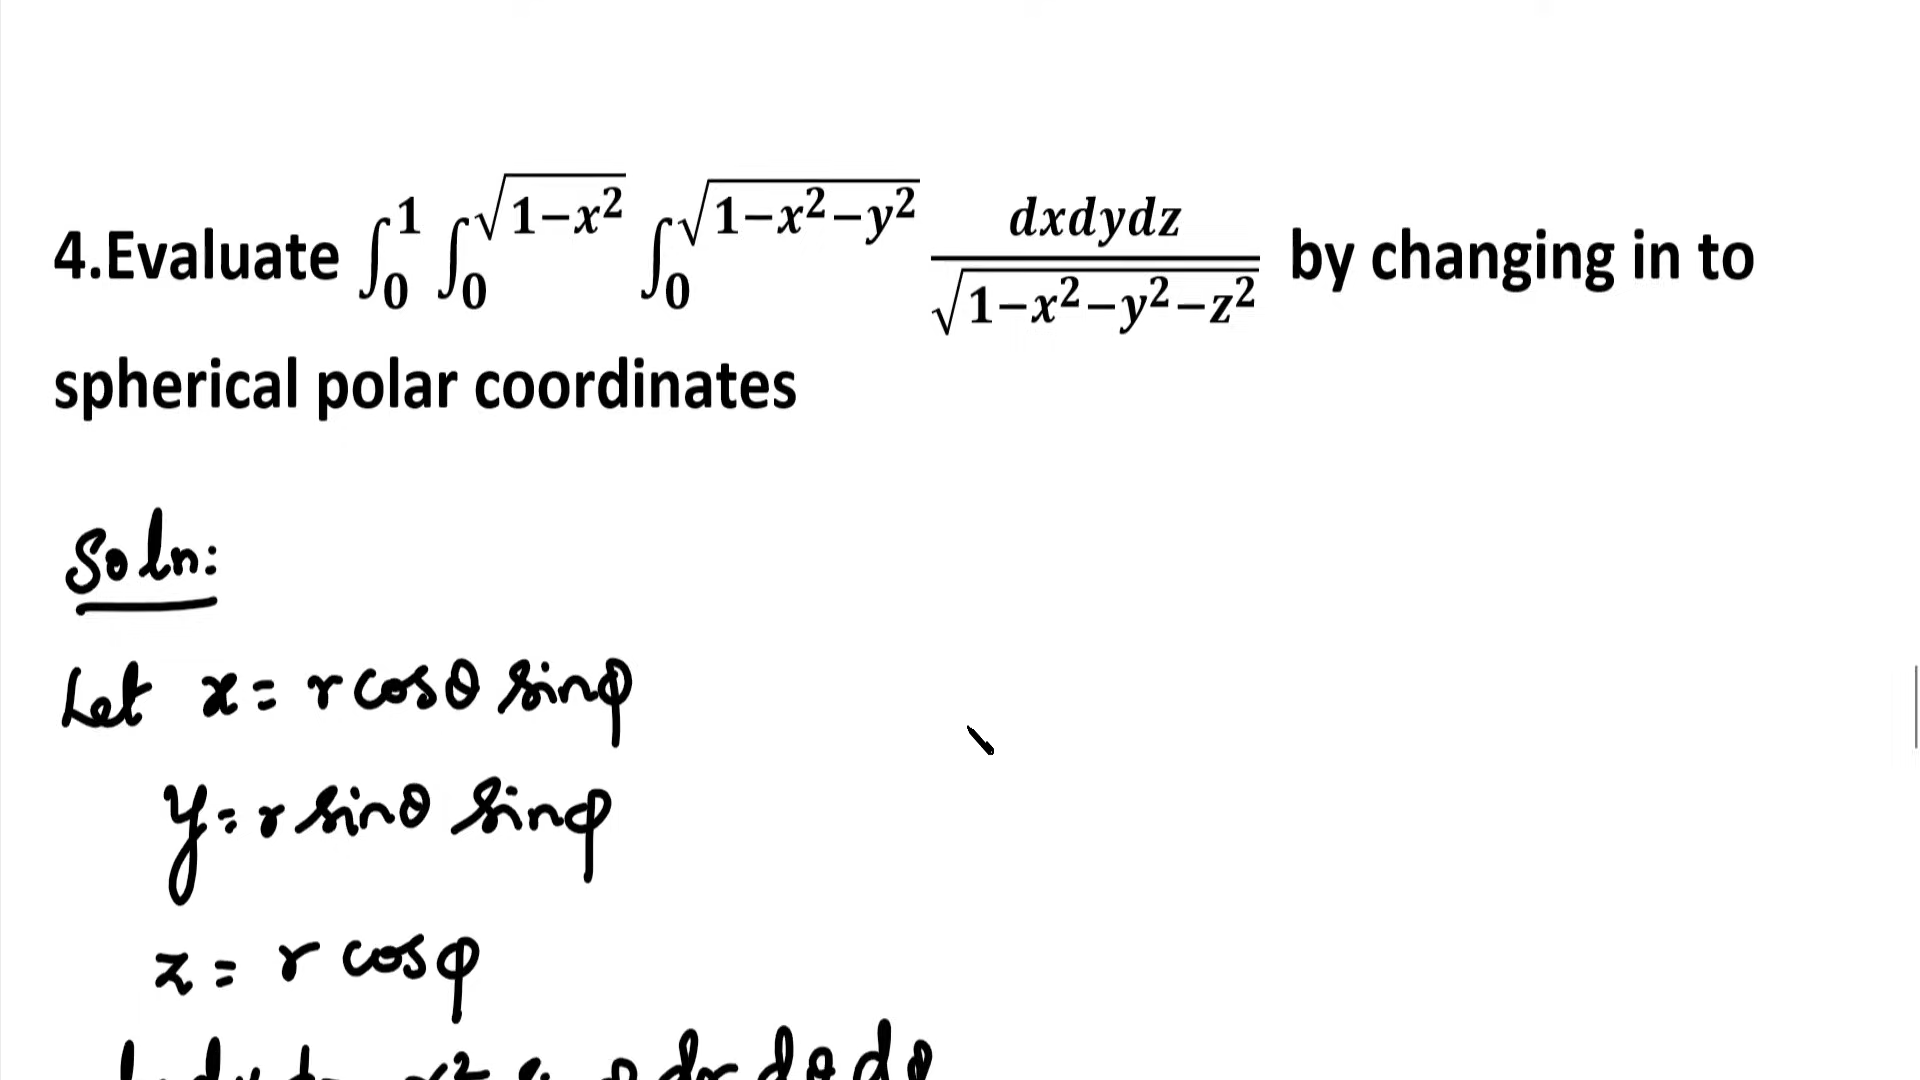 4.Evaluate ∫₀¹ ∫₀^√(1−x²) ∫₀^√(1−x²−y²) dxdydz/√(1−x²−y²−z²) by changing in to
spherical polar coordinates
Soln:
Let x = r cosθ sinφ
y = r sinθ sinφ
z = r cosφ